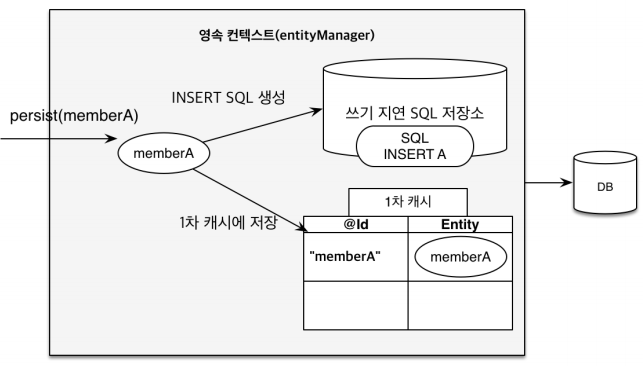 영속 컨텍스트(entityManager)
INSERT SQL 생성
persist(memberA)
쓰기 지연 SQL 저장소
SQL
INSERT A
memberA
DB
1차 캐시에 저장
1차 캐시
@Id
Entity
"memberA"
memberA